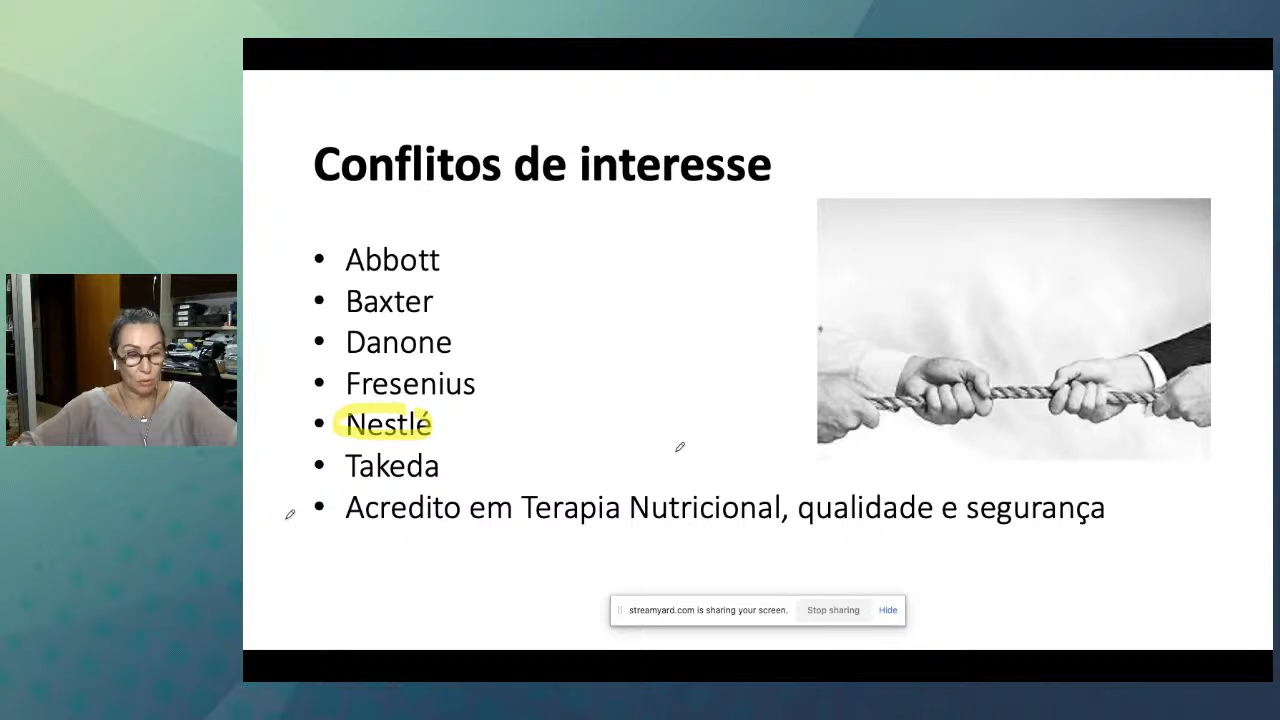 Conflitos de interesse
• Abbott
• Baxter
• Danone
• Fresenius
• Nestlé
• Takeda
• Acredito em Terapia Nutricional, qualidade e segurança
streamyard.com is sharing your screen. Stop sharing Hide